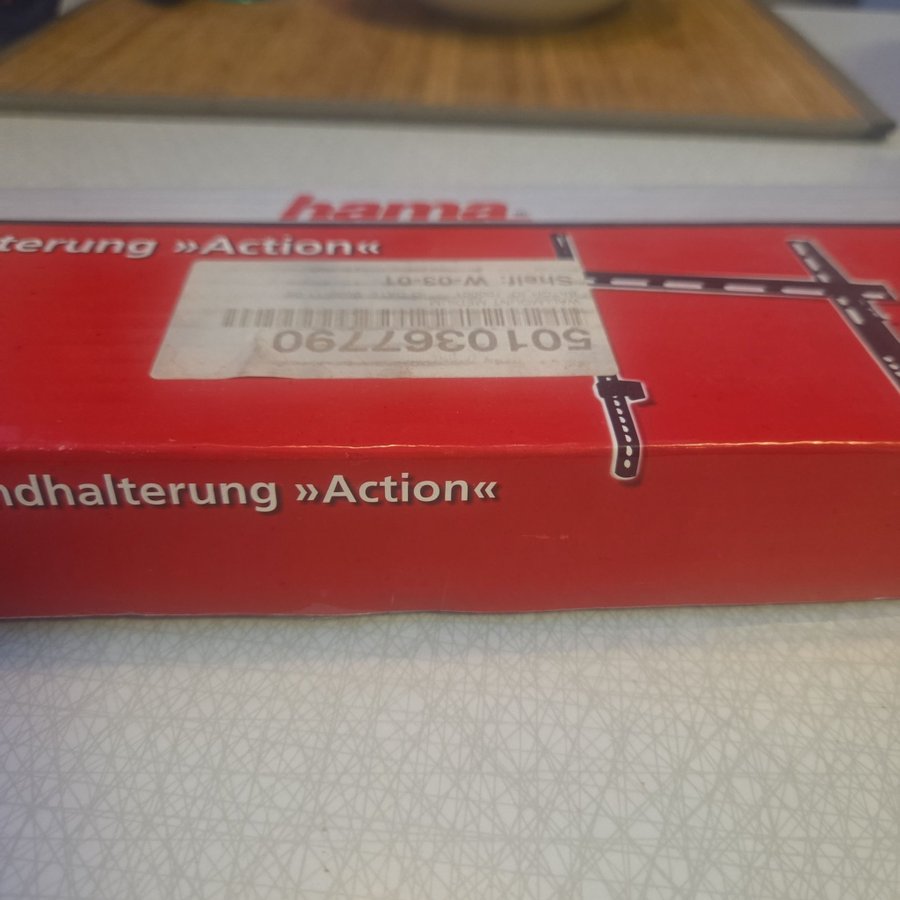 hama
terung »Action«
Shelf: W-03-01
5010367790
ndhalterung »Action«